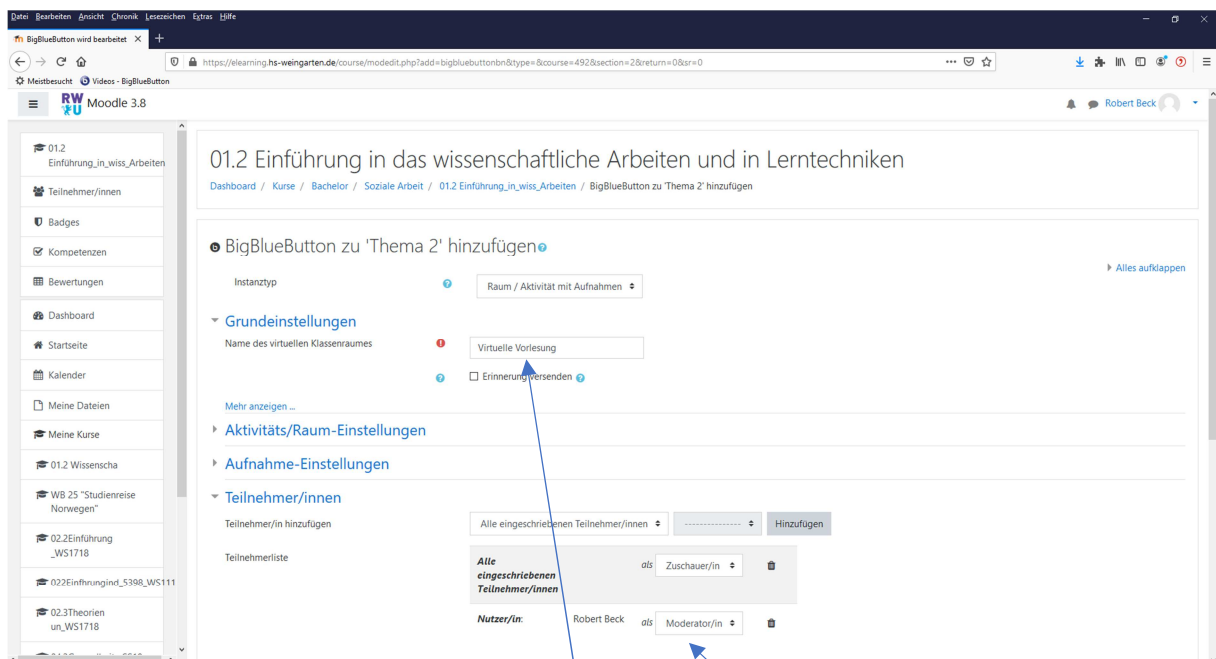 Datei Bearbeiten Ansicht Chronik Lesezeichen Extras Hilfe
BigBlueButton wird bearbeitet
https://elearning.hs-weingarten.de/course/modedit.php?add=bigbluebuttonbn&type=&course=492&section=2&return=0&sr=0
Meistbesucht Videos - BigBlueButton
RW Moodle 3.8 Robert Beck
U
01.2
Einführung_in_wiss_Arbeiten
Teilnehmer/innen
Badges
Kompetenzen
Bewertungen
Dashboard
Startseite
Kalender
Meine Dateien
Meine Kurse
01.2 Wissenscha
WB 25 "Studienreise
Norwegen"
02.2Einführung
_WS1718
022Einfhrungind_5398_WS111
02.3Theorien
un_WS1718
01.2 Einführung in das wissenschaftliche Arbeiten und in Lerntechniken
Dashboard / Kurse / Bachelor / Soziale Arbeit / 01.2 Einführung_in_wiss_Arbeiten / BigBlueButton zu 'Thema 2' hinzufügen
BigBlueButton zu 'Thema 2' hinzufügen
Alles aufklappen
Instanztyp Raum / Aktivität mit Aufnahmen
Grundeinstellungen
Name des virtuellen Klassenraumes Virtuelle Vorlesung
Erinnerung versenden
Mehr anzeigen ...
Aktivitäts/Raum-Einstellungen
Aufnahme-Einstellungen
Teilnehmer/innen
Teilnehmer/in hinzufügen Alle eingeschriebenen Teilnehmer/innen --------------- Hinzufügen
Teilnehmerliste
Alle
eingeschriebenen
Teilnehmer/innen
als Zuschauer/in
Nutzer/in: Robert Beck als Moderator/in